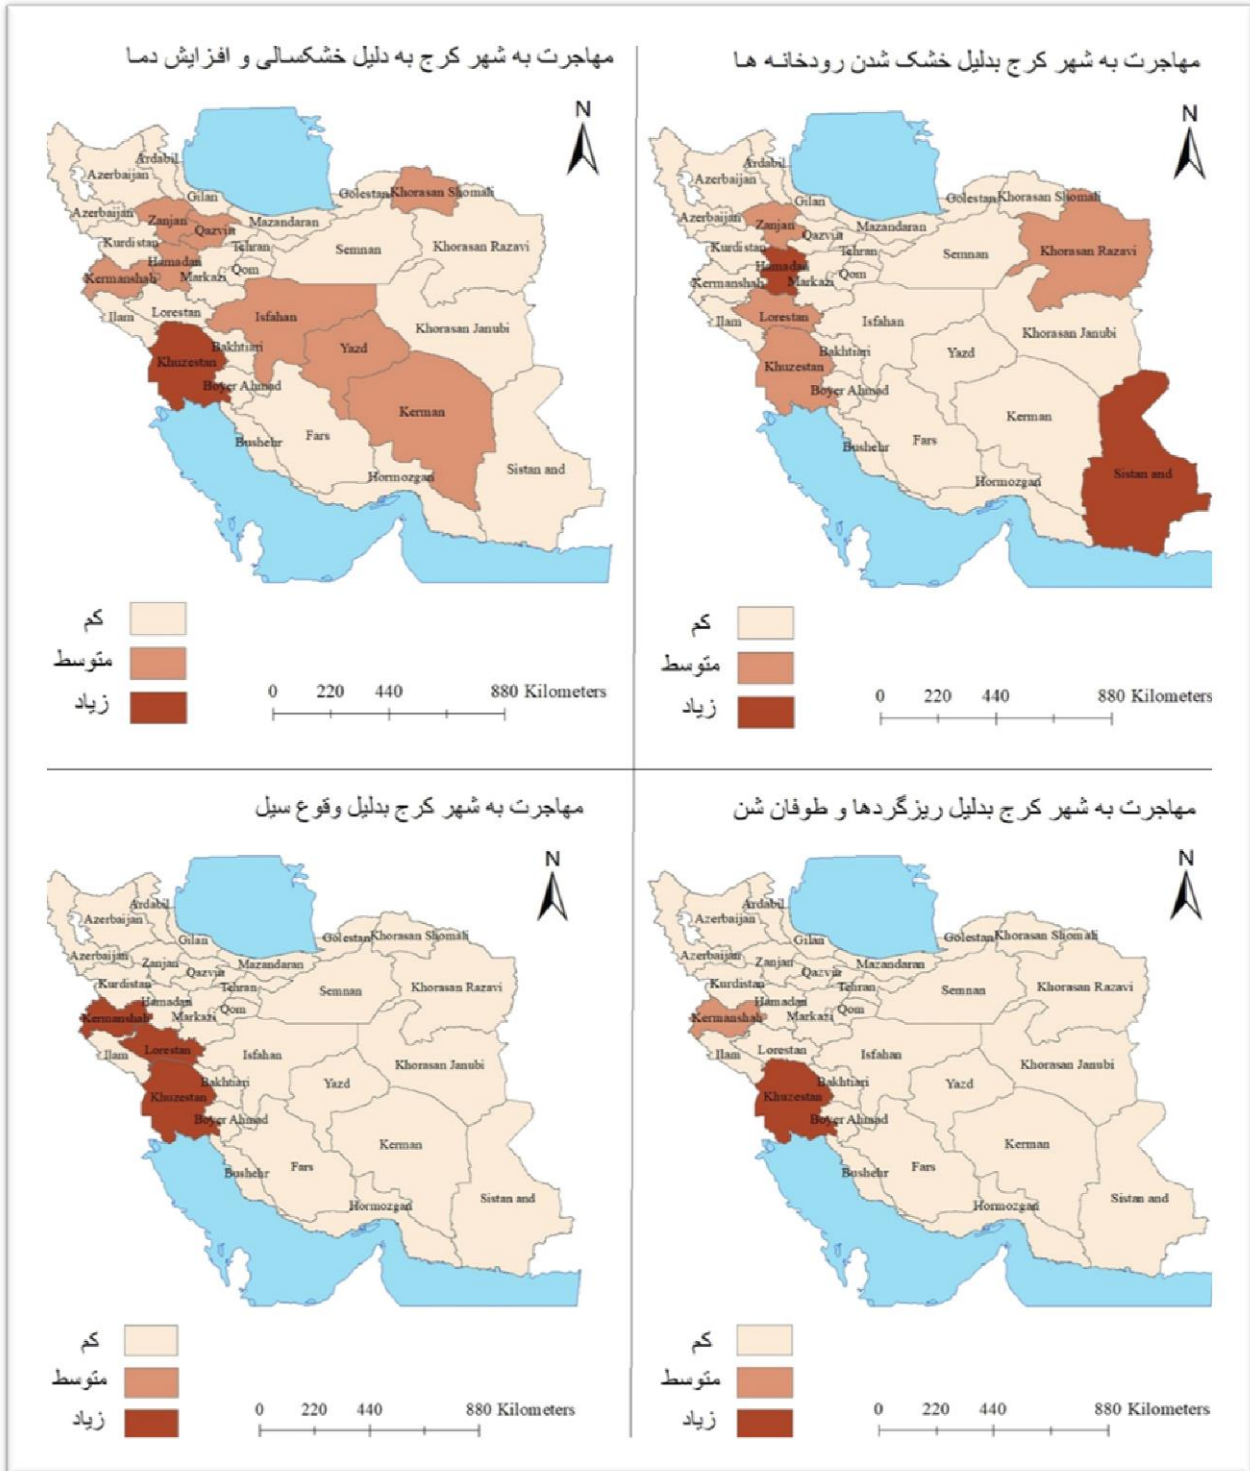 مهاجرت به شهر کرج به دلیل خشکسالی و افزایش دما
N
Ardabil
Azerbaijan
Gilan
Golestan
Khorasan Shomali
Azerbaijan
Zanjan
Qazvin
Mazandaran
Kurdistan
Tehran
Semnan
Khorasan Razavi
Hamadan
Kermanshah
Markazi
Qom
Ilam
Lorestan
Isfahan
Khorasan Janubi
Bakhtiari
Yazd
Khuzestan
Boyer Ahmad
Kerman
Bushehr
Fars
Sistan and
Hormozgan
کم
متوسط
زیاد
0 220 440 880 Kilometers
مهاجرت به شهر کرج بدلیل خشک شدن رودخانه ها
N
Ardabil
Azerbaijan
Gilan
Golestan
Khorasan Shomali
Azerbaijan
Zanjan
Qazvin
Mazandaran
Kurdistan
Tehran
Semnan
Khorasan Razavi
Hamadan
Kermanshah
Markazi
Qom
Ilam
Lorestan
Isfahan
Khorasan Janubi
Bakhtiari
Yazd
Khuzestan
Boyer Ahmad
Kerman
Bushehr
Fars
Sistan and
Hormozgan
کم
متوسط
زیاد
0 220 440 880 Kilometers
مهاجرت به شهر کرج بدلیل وقوع سیل
N
Ardabil
Azerbaijan
Gilan
Golestan
Khorasan Shomali
Azerbaijan
Zanjan
Qazvin
Mazandaran
Kurdistan
Tehran
Semnan
Khorasan Razavi
Hamadan
Kermanshah
Markazi
Qom
Ilam
Lorestan
Isfahan
Khorasan Janubi
Bakhtiari
Yazd
Khuzestan
Boyer Ahmad
Kerman
Bushehr
Fars
Sistan and
Hormozgan
کم
متوسط
زیاد
0 220 440 880 Kilometers
مهاجرت به شهر کرج بدلیل ریزگردها و طوفان شن
N
Ardabil
Azerbaijan
Gilan
Golestan
Khorasan Shomali
Azerbaijan
Zanjan
Qazvin
Mazandaran
Kurdistan
Tehran
Semnan
Khorasan Razavi
Hamadan
Kermanshah
Markazi
Qom
Ilam
Lorestan
Isfahan
Khorasan Janubi
Bakhtiari
Yazd
Khuzestan
Boyer Ahmad
Kerman
Bushehr
Fars
Sistan and
Hormozgan
کم
متوسط
زیاد
0 220 440 880 Kilometers